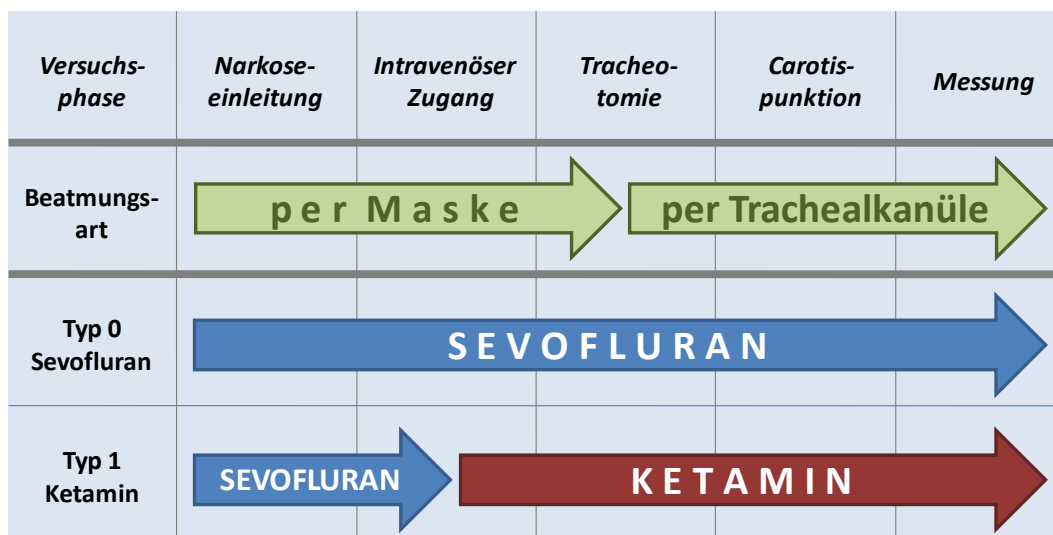 Versuchs-
phase
Narkose-
einleitung
Intravenöser
Zugang
Tracheo-
tomie
Carotis-
punktion
Messung
Beatmungs-
art
p e r M a s k e
per Trachealkanüle
Typ 0
Sevofluran
S E V O F L U R A N
Typ 1
Ketamin
SEVOFLURAN
K E T A M I N